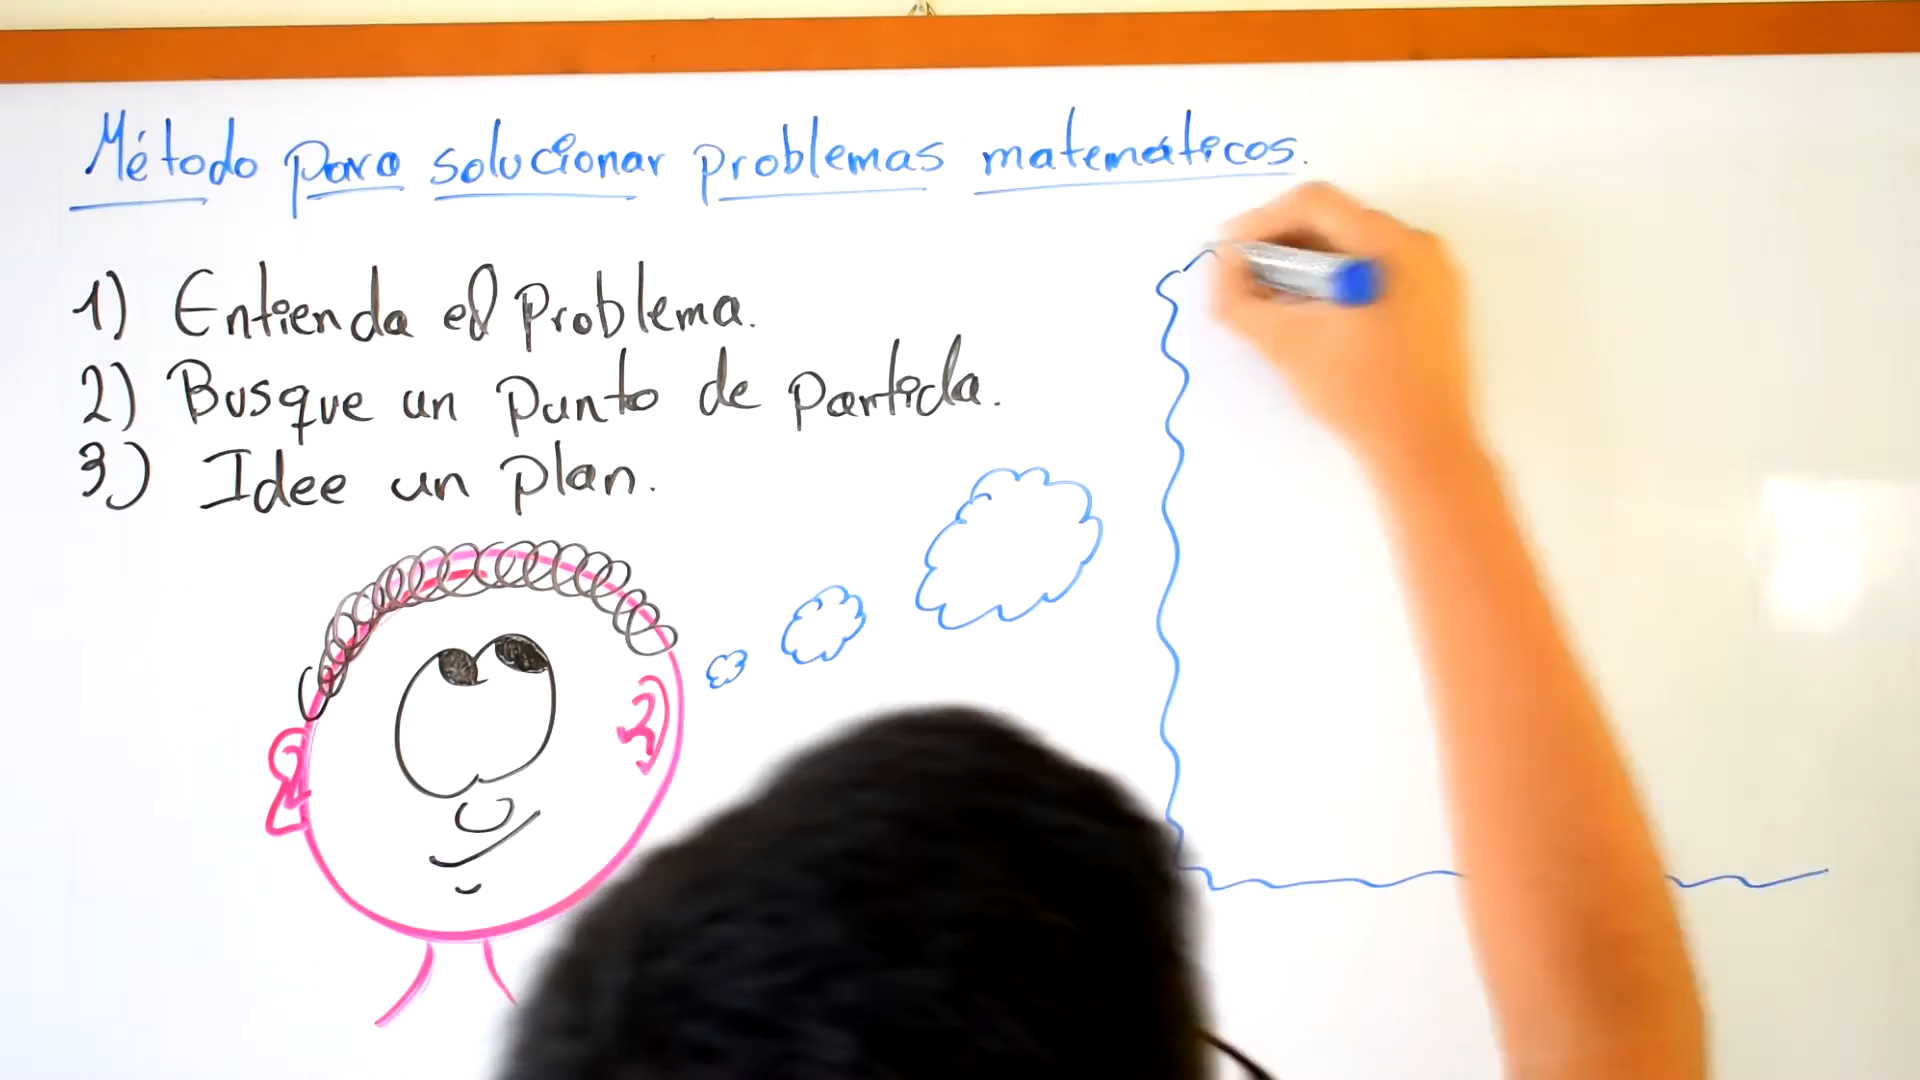 Método para solucionar problemas matemáticos.
1) Entienda el problema.
2) Busque un punto de partida.
3) Idee un plan.